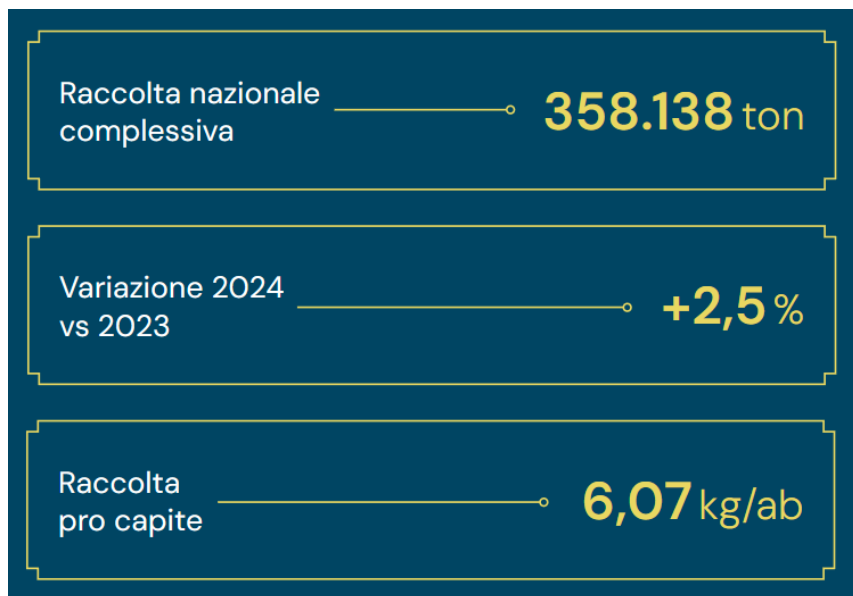 Raccolta nazionale
complessiva
358.138 ton
Variazione 2024
vs 2023
+2,5 %
Raccolta
pro capite
6,07 kg/ab